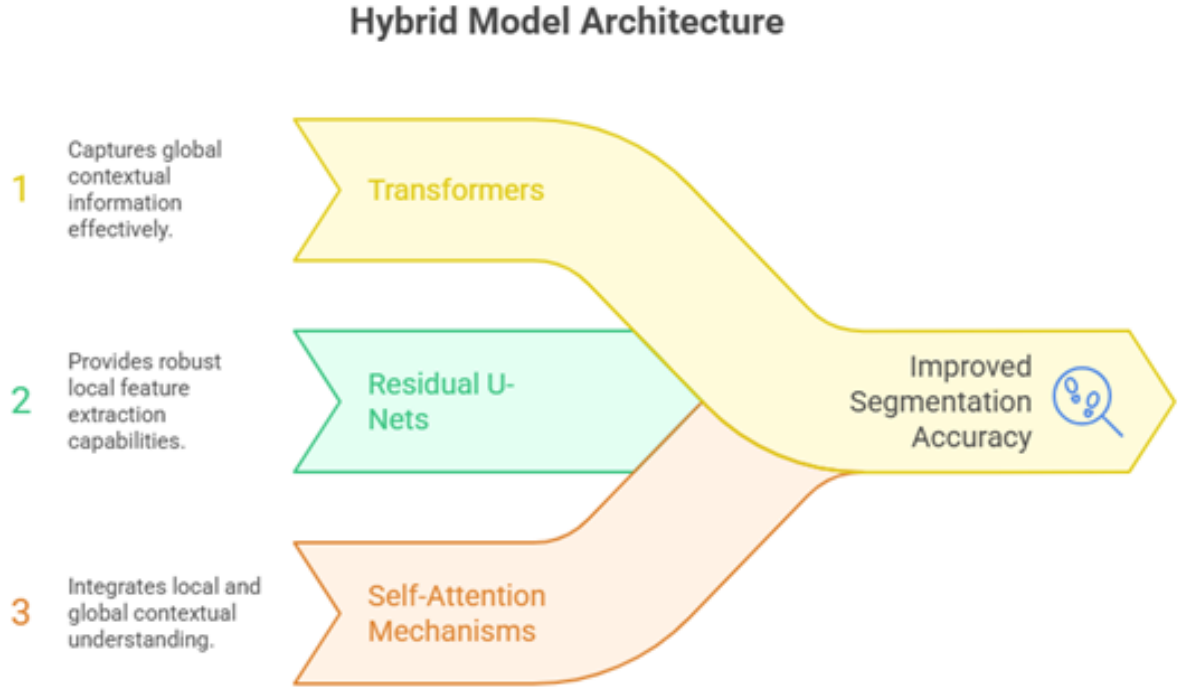 Hybrid Model Architecture
1
Captures global
contextual
information
effectively.
Transformers
2
Provides robust
local feature
extraction
capabilities.
Residual U-
Nets
Improved
Segmentation
Accuracy
3
Integrates local and
global contextual
understanding.
Self-Attention
Mechanisms